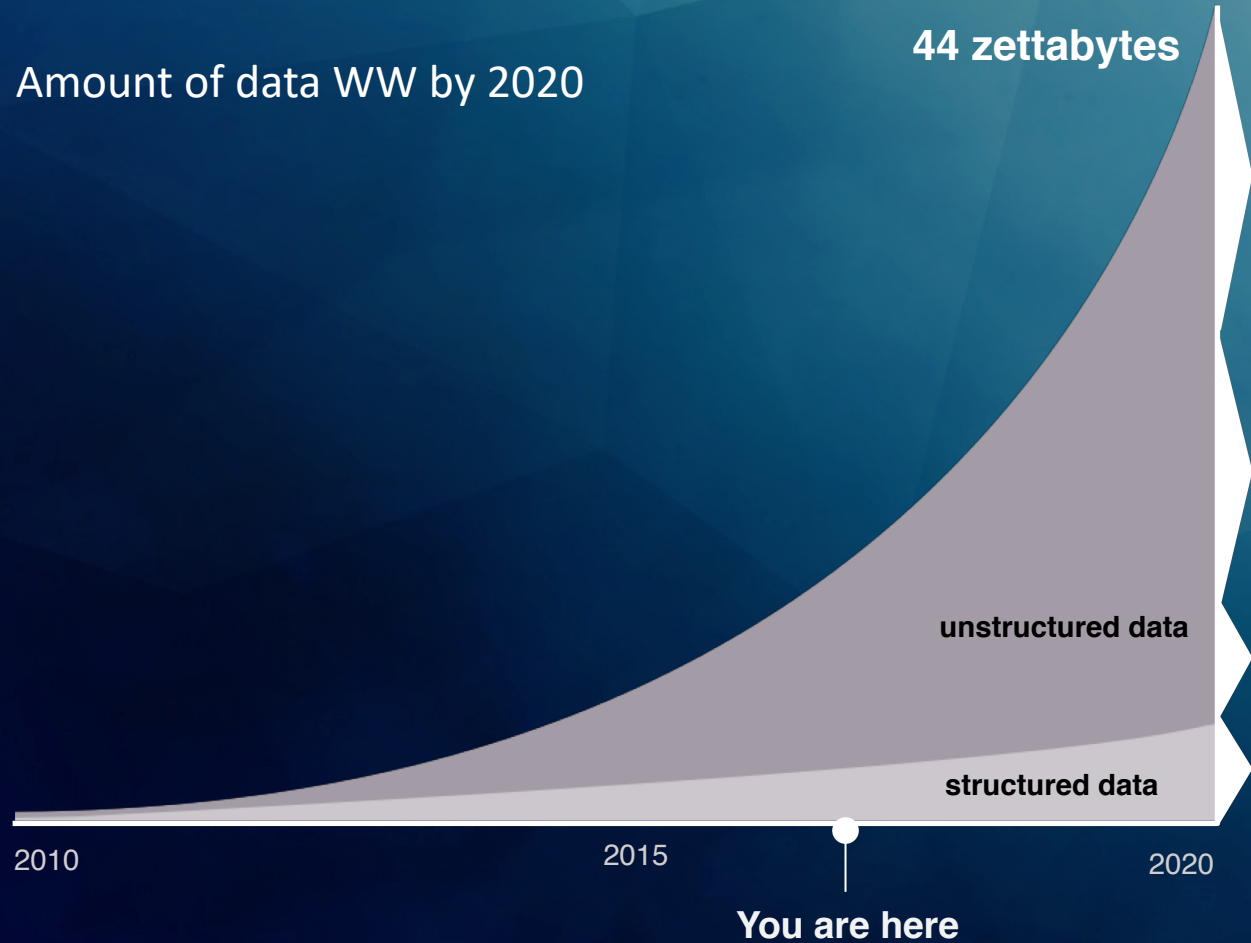 44 zettabytes
Amount of data WW by 2020
unstructured data
structured data
2010
2015
2020
You are here